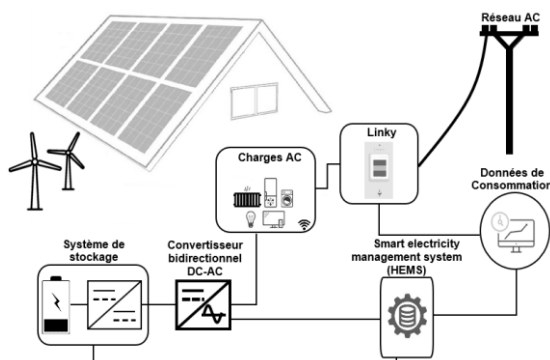 Réseau AC
Linky
Charges AC
Données de
Consommation
Système de
stockage
Convertisseur
bidirectionnel
DC-AC
Smart electricity
management system
(HEMS)